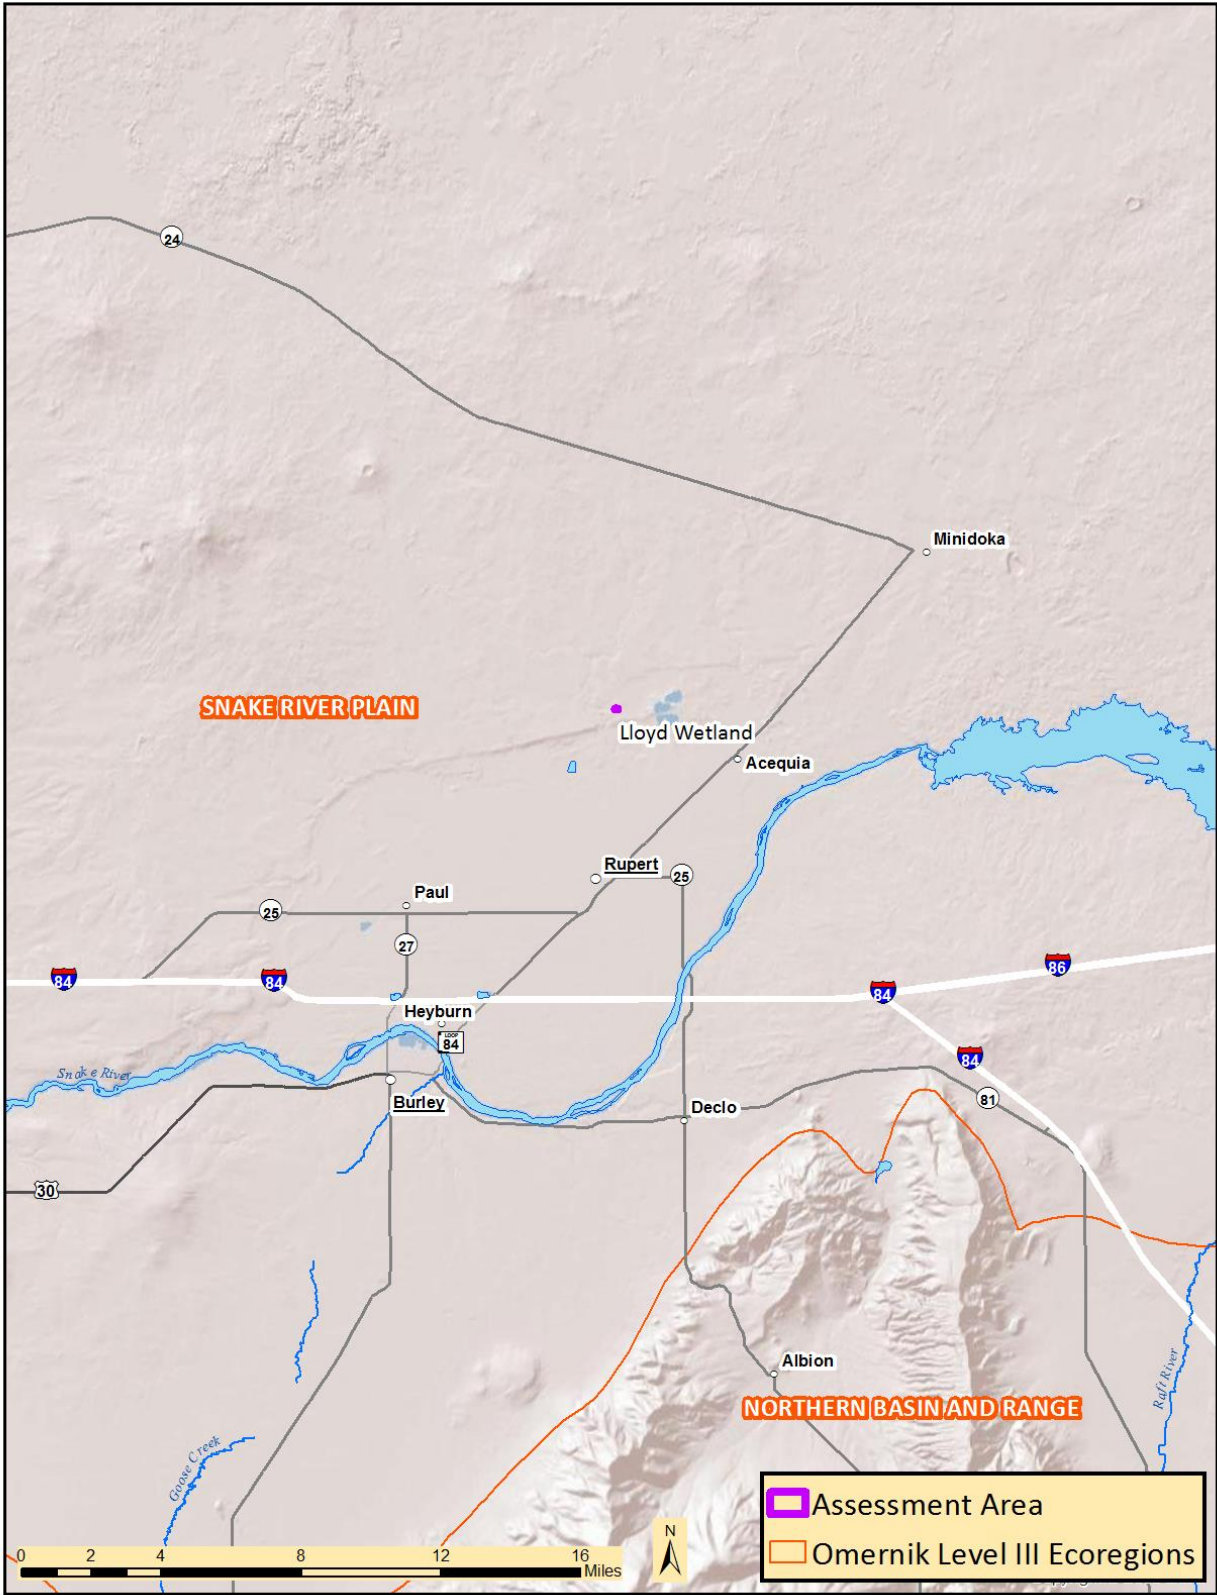 24
Minidoka
SNAKE RIVER PLAIN
Lloyd Wetland
Acequia
Rupert
25
Paul
25
27
86
84
84
84
Heyburn
LOOP
84
84
Snake River
81
Burley
Declo
30
Albion
Raft River
NORTHERN BASIN AND RANGE
Goose Creek
Assessment Area
Omernik Level III Ecoregions
N
0 2 4 8 12 16
Miles